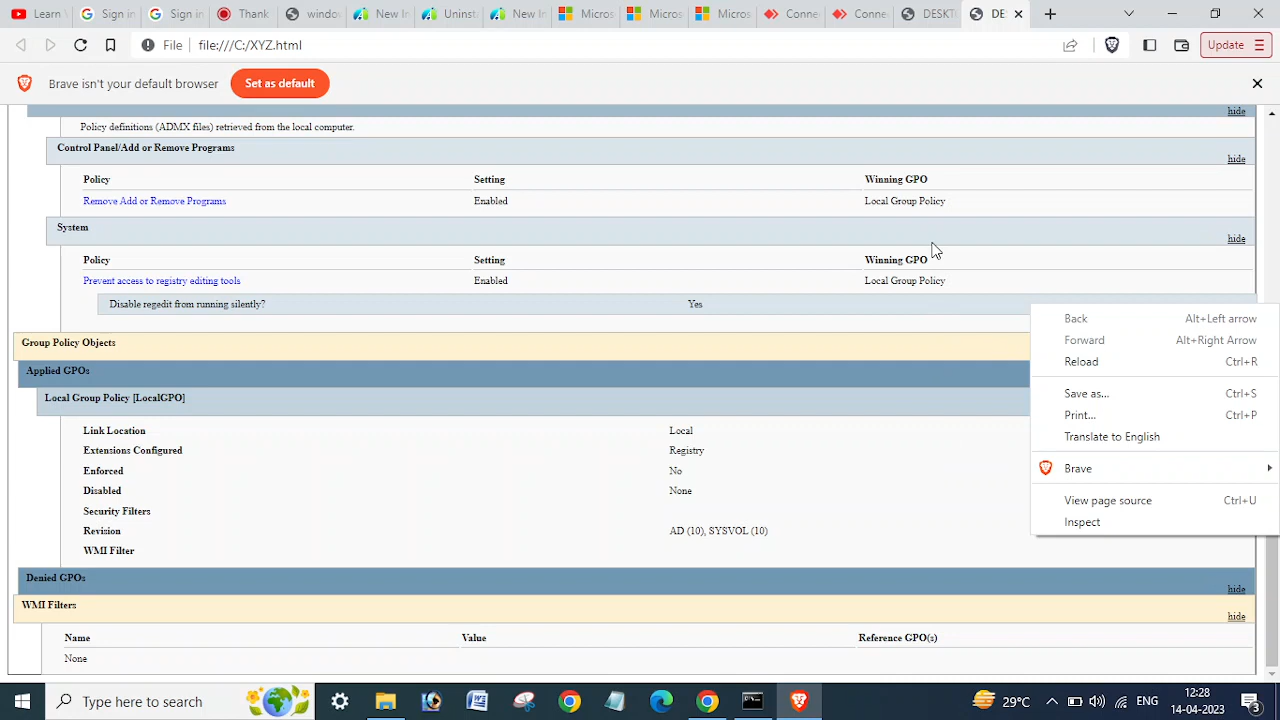 Learn
Sign in
Sign in
Thank
windo
New In
Uninst
New In
Micros
Micros
Micros
Conne
Conne
DESKT
DE
File
file:///C:/XYZ.html
Update
Brave isn't your default browser
Set as default
hide
Policy definitions (ADMX files) retrieved from the local computer.
Control Panel/Add or Remove Programs
hide
Policy Setting Winning GPO
Remove Add or Remove Programs Enabled Local Group Policy
System
hide
Policy Setting Winning GPO
Prevent access to registry editing tools Enabled Local Group Policy
Disable regedit from running silently? Yes
Back Alt+Left arrow
Forward Alt+Right Arrow
Reload Ctrl+R
Save as... Ctrl+S
Print... Ctrl+P
Translate to English
Brave
View page source Ctrl+U
Inspect
Group Policy Objects
Applied GPOs
Local Group Policy [LocalGPO]
Link Location Local
Extensions Configured Registry
Enforced No
Disabled None
Security Filters
Revision AD (10), SYSVOL (10)
WMI Filter
Denied GPOs
hide
WMI Filters
hide
Name Value Reference GPO(s)
None
Type here to search
29°C
ENG
12:28
14-04-2023
3